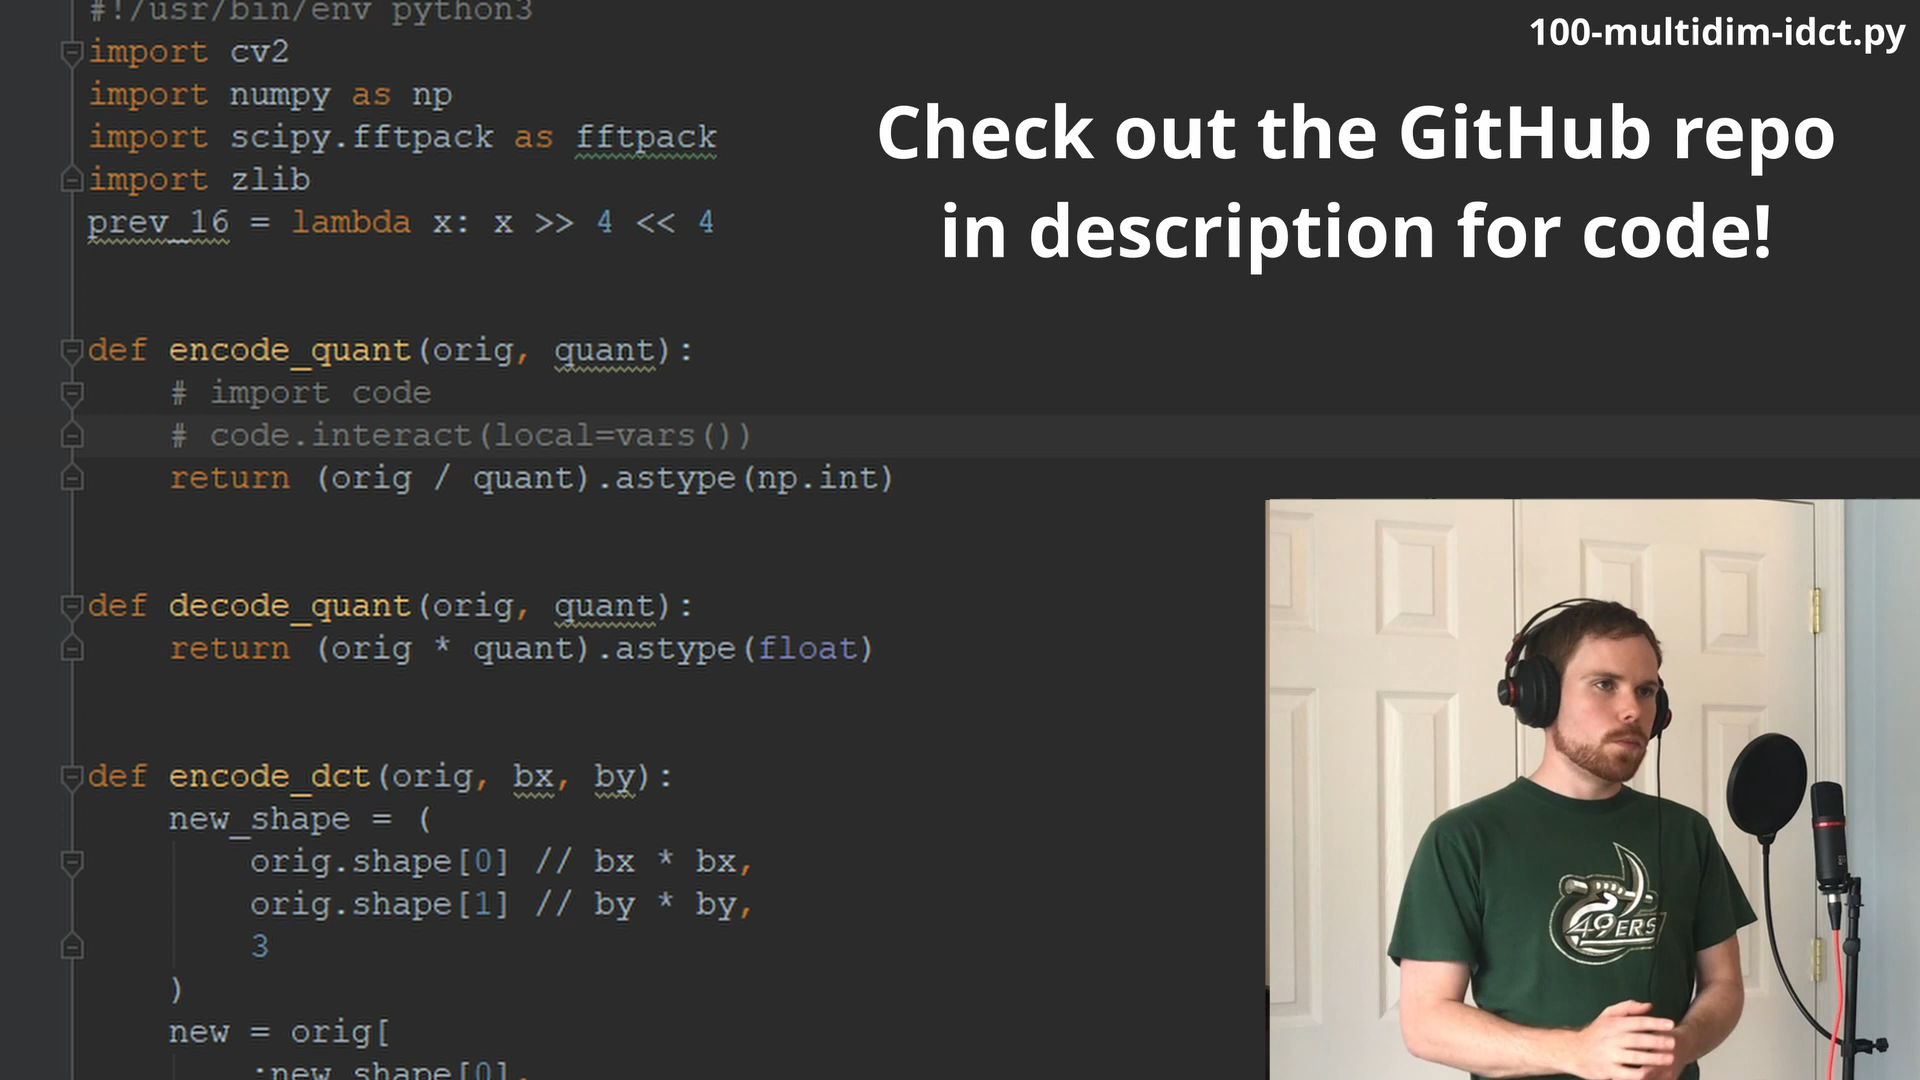 #!/usr/bin/env python3
100-multidim-idct.py
import cv2
import numpy as np
import scipy.fftpack as fftpack
import zlib
prev_16 = lambda x: x >> 4 << 4
Check out the GitHub repo
in description for code!
def encode_quant(orig, quant):
    # import code
    # code.interact(local=vars())
    return (orig / quant).astype(np.int)
def decode_quant(orig, quant):
    return (orig * quant).astype(float)
def encode_dct(orig, bx, by):
    new_shape = (
        orig.shape[0] // bx * bx,
        orig.shape[1] // by * by,
        3
    )
    new = orig[
        :new_shape[0],
49ERS